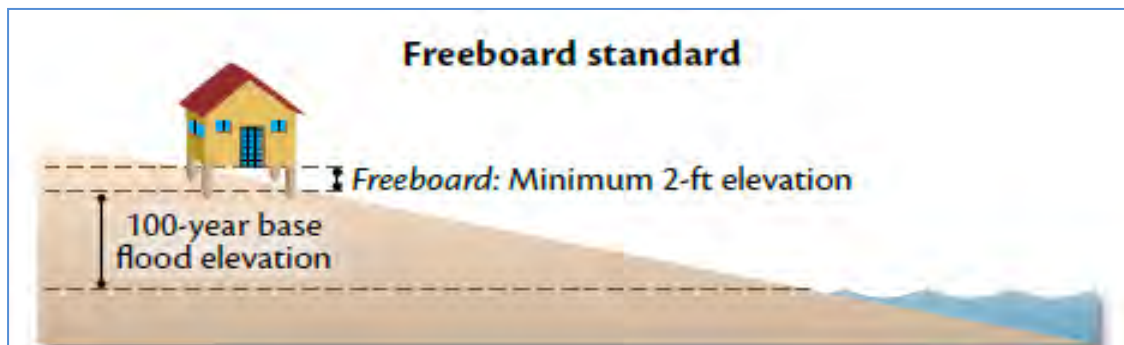 Freeboard standard
Freeboard: Minimum 2-ft elevation
100-year base
flood elevation